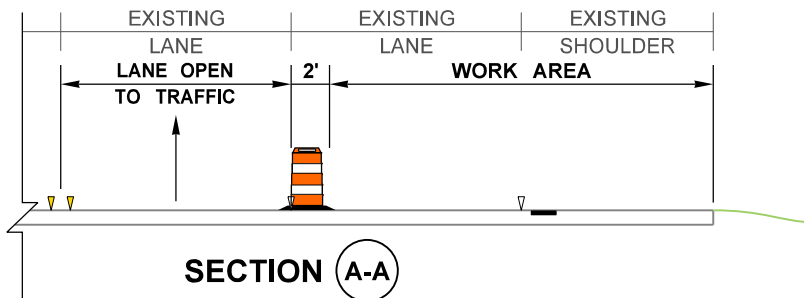 EXISTING EXISTING EXISTING
LANE LANE SHOULDER
LANE OPEN 2' WORK AREA
TO TRAFFIC
SECTION A-A